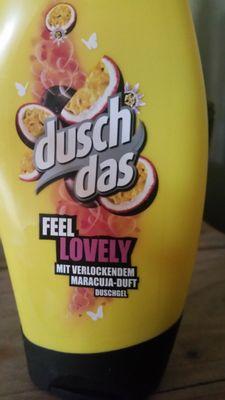 dusch
das
FEEL
LOVELY
MIT VERLOCKENDEM
MARACUJA-DUFT
DUSCHGEL